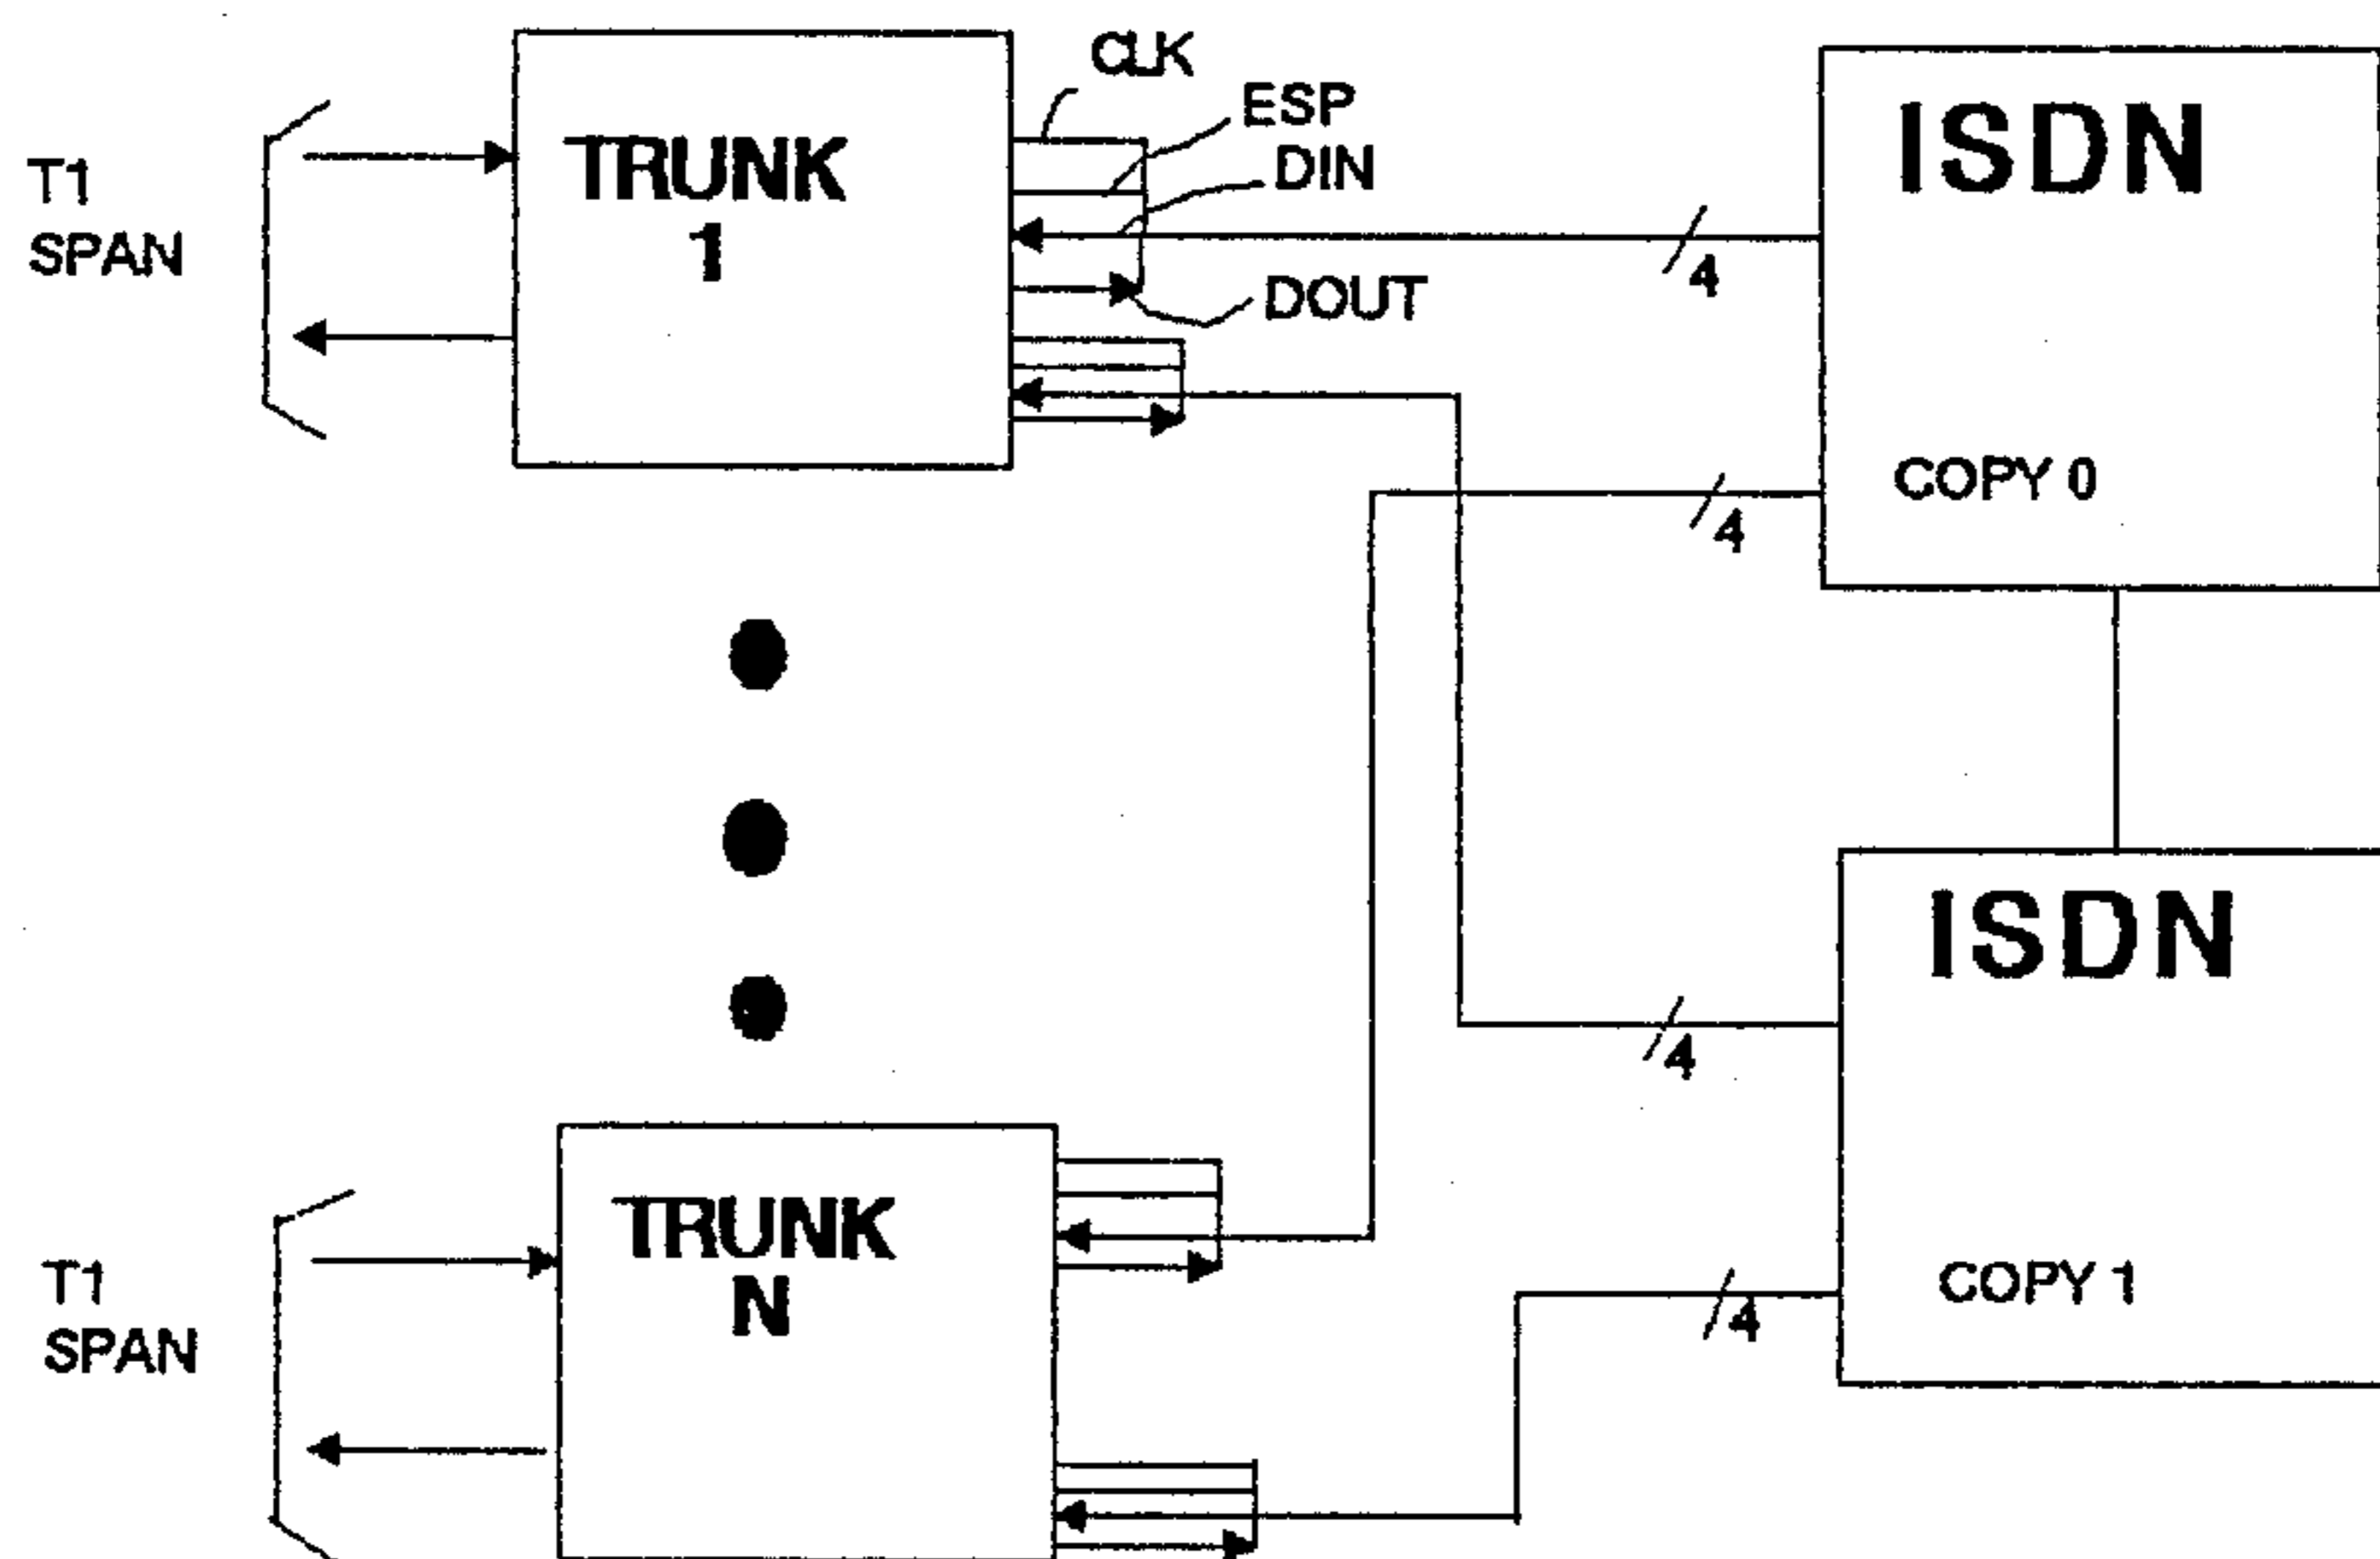 CLK
ESP
DIN
DOUT
T1
SPAN
TRUNK
1
ISDN
4
COPY 0
4
ISDN
4
COPY 1
4
T1
SPAN
TRUNK
N